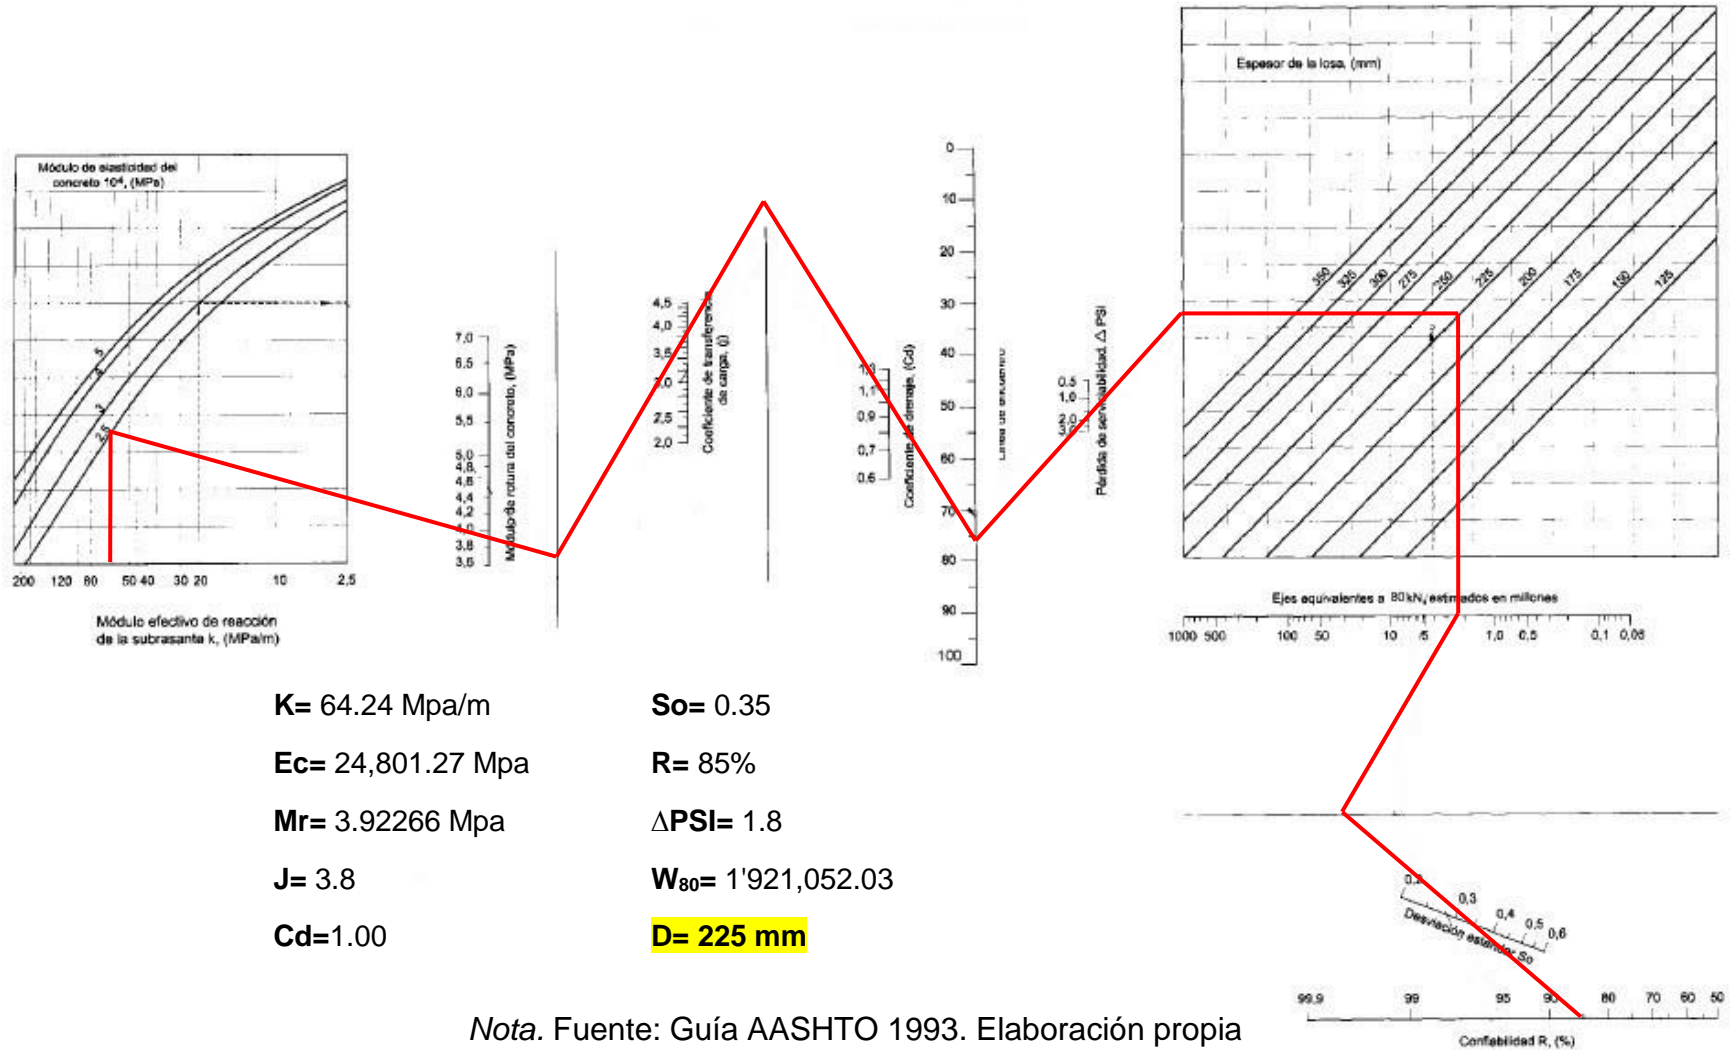 Módulo de elasticidad del
concreto 10⁴, (MPa)
5
4
3
2,5
200 120 80 50 40 30 20 10 2,5
Módulo efectivo de reacción
de la subrasante k, (MPa/m)
7,0
6,5
6,0
5,5
5,0
4,8
4,6
4,4
4,2
4,0
3,8
3,6
Módulo de rotura del concreto, (MPa)
4,5
4,0
3,5
3,0
2,5
2,0
Coeficiente de transferencia
de carga, (j)
1,3
1,1
0,9
0,7
0,6
Coeficiente de drenaje, (Cd)
0
10
20
30
40
50
60
70
80
90
100
Línea de encuentro
0.5
1,0
2,0
3,0
Pérdida de serviciabilidad, Δ PSI
Espesor de la losa, (mm)
350 325 300 275 250 225 200 175 150 125
Ejes equivalentes a 80kN, estimados en millones
1000 500 100 50 10 5 1,0 0,5 0,1 0,05
0,2 0,3 0,4 0,5 0,6
Desviación estándar So
99,9 99 95 90 80 70 60 50
Confiabilidad R, (%)
K= 64.24 Mpa/m
So= 0.35
Ec= 24,801.27 Mpa
R= 85%
Mr= 3.92266 Mpa
∆PSI= 1.8
J= 3.8
W80= 1'921,052.03
Cd=1.00
D= 225 mm
Nota. Fuente: Guía AASHTO 1993. Elaboración propia